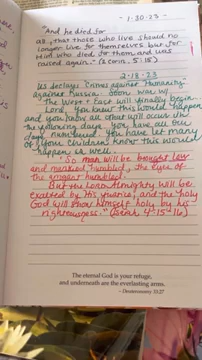 1·30·23
"And he died for
all, that those who live should no
longer live for themselves but for
Him who died for them, and was
raised again." (2 Corin. 5:15)
2·18·23
US declares Crimes against Humanity
against Russia.
The West + East will finally begin
Lord, You knew this would happen
and you know all that will occur in
the following days. You have all our
days numbered. You have let many
of your children know this would
happen as well.
"So man will be brought low
and mankind humbled, the eyes of
the arrogant humbled.
But the Lord Almighty will be
exalted by His justice, and the holy
God will show himself holy by his
righteousness." (Isiah. 4:15-16)
The eternal God is your refuge,
and underneath are the everlasting arms.
– Deuteronomy 33:27